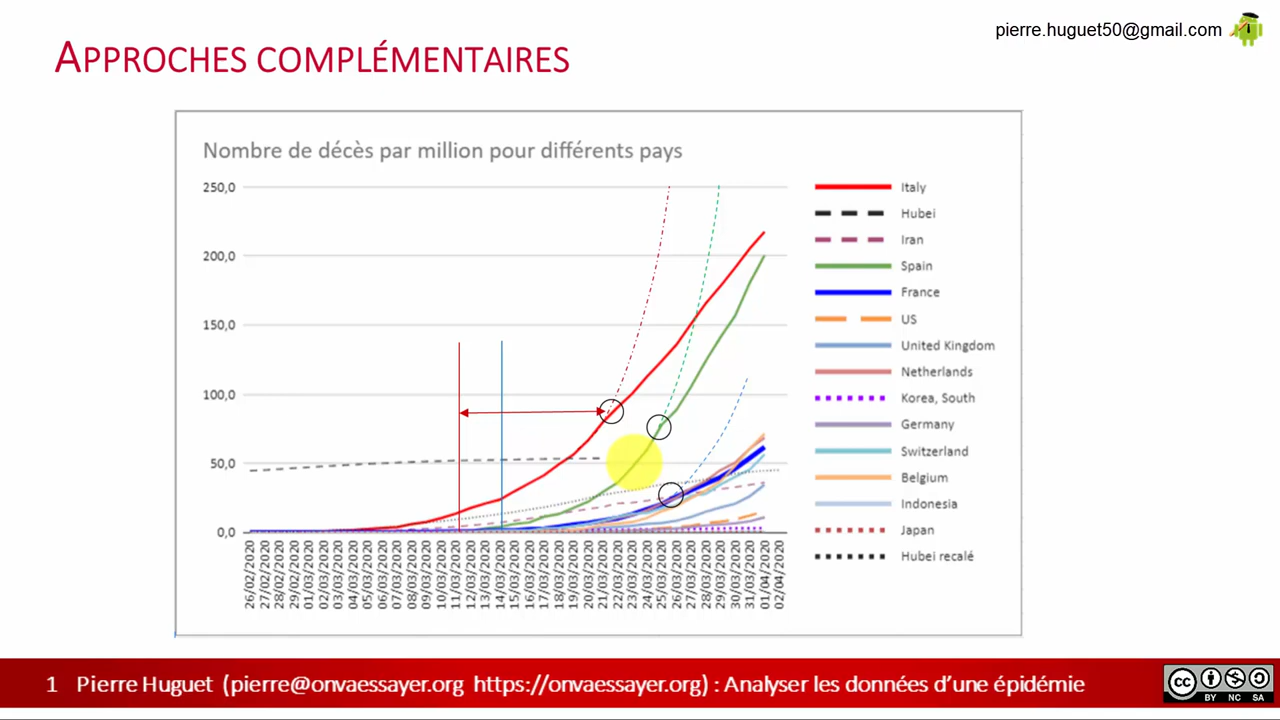 pierre.huguet50@gmail.com
APPROCHES COMPLÉMENTAIRES
Nombre de décès par million pour différents pays
250,0
200,0
150,0
100,0
50,0
0,0
26/02/2020
27/02/2020
28/02/2020
29/02/2020
01/03/2020
02/03/2020
03/03/2020
04/03/2020
05/03/2020
06/03/2020
07/03/2020
08/03/2020
09/03/2020
10/03/2020
11/03/2020
12/03/2020
13/03/2020
14/03/2020
15/03/2020
16/03/2020
17/03/2020
18/03/2020
19/03/2020
20/03/2020
21/03/2020
22/03/2020
23/03/2020
24/03/2020
25/03/2020
26/03/2020
27/03/2020
28/03/2020
29/03/2020
30/03/2020
31/03/2020
01/04/2020
02/04/2020
Italy
Hubei
Iran
Spain
France
US
United Kingdom
Netherlands
Korea, South
Germany
Switzerland
Belgium
Indonesia
Japan
Hubei recalé
1 Pierre Huguet (pierre@onvaessayer.org https://onvaessayer.org) : Analyser les données d'une épidémie
cc BY NC SA